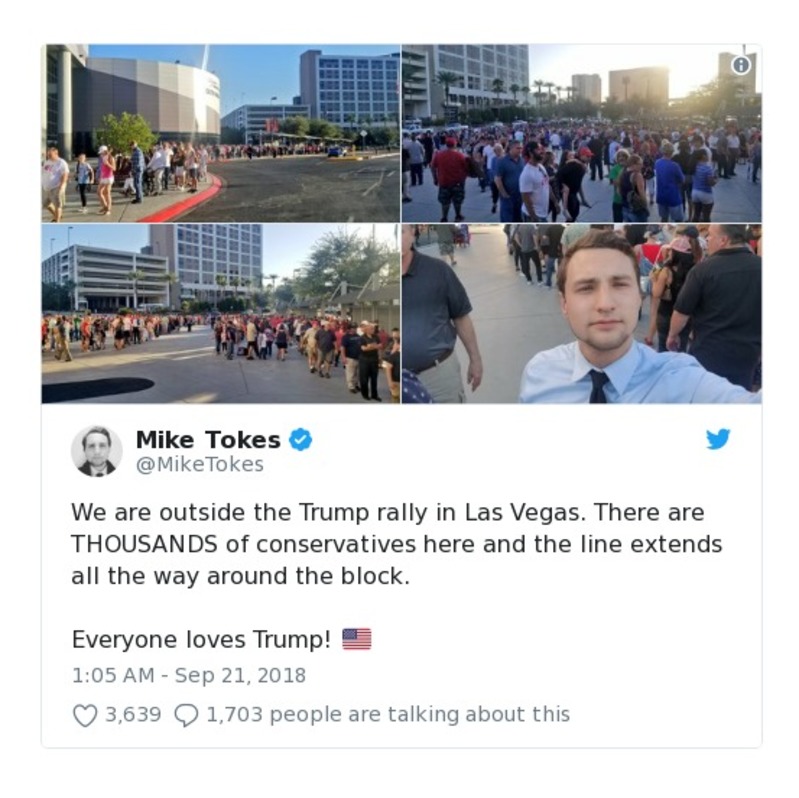 Mike Tokes
@MikeTokes
We are outside the Trump rally in Las Vegas. There are
THOUSANDS of conservatives here and the line extends
all the way around the block.
Everyone loves Trump! 🇺🇸
1:05 AM - Sep 21, 2018
3,639 1,703 people are talking about this